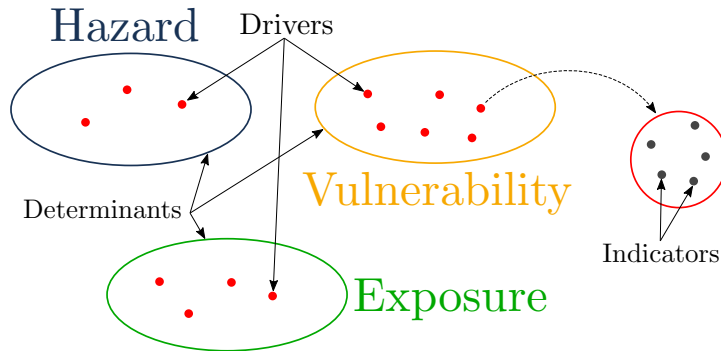 Hazard
Drivers
Vulnerability
Determinants
Indicators
Exposure